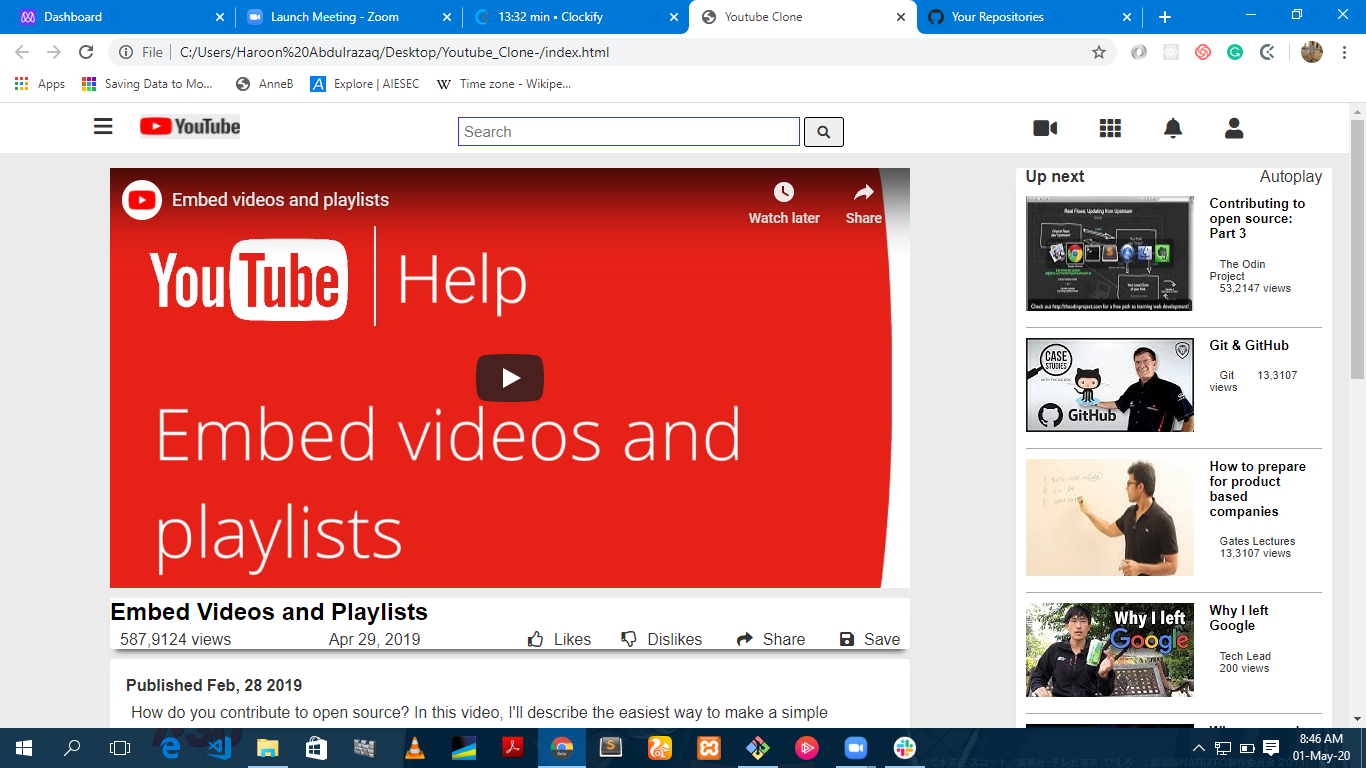 Dashboard
Launch Meeting - Zoom
13:32 min • Clockify
Youtube Clone
Your Repositories
File
C:/Users/Haroon%20Abdulrazaq/Desktop/Youtube_Clone-/index.html
Apps
Saving Data to Mo...
AnneB
Explore | AIESEC
Time zone - Wikipe...
YouTube
Search
Embed videos and playlists
Watch later
Share
YouTube Help
Embed videos and
playlists
Embed Videos and Playlists
587,9124 views
Apr 29, 2019
Likes
Dislikes
Share
Save
Published Feb, 28 2019
How do you contribute to open source? In this video, I'll describe the easiest way to make a simple
Up next
Autoplay
Contributing to
open source:
Part 3
The Odin
Project
53,2147 views
CASE
STUDIES
GitHub
Git & GitHub
Git 13,3107
views
How to prepare
for product
based
companies
Gates Lectures
13,3107 views
Why I left
Google
Why I left
Google
Tech Lead
200 views
8:46 AM
01-May-20